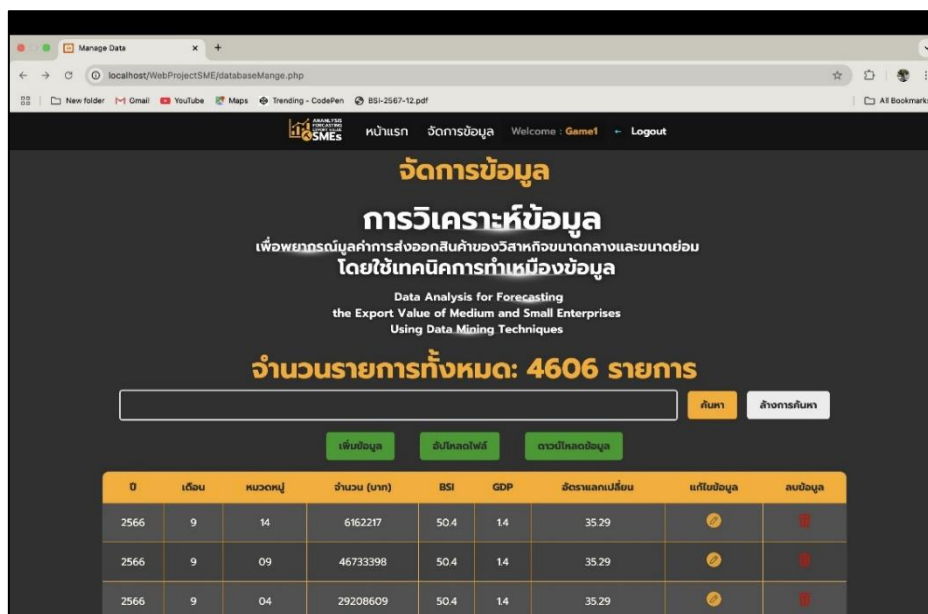 Manage Data
localhost/WebProjectSME/databaseMange.php
New folder Gmail YouTube Maps Trending - CodePen BSI-2567-12.pdf All Bookmarks
SMEs หน้าแรก จัดการข้อมูล Welcome : Game1 ← Logout
จัดการข้อมูล
การวิเคราะห์ข้อมูล
เพื่อพยากรณ์มูลค่าการส่งออกสินค้าของวิสาหกิจขนาดกลางและขนาดย่อม
โดยใช้เทคนิคการทำเหมืองข้อมูล
Data Analysis for Forecasting
the Export Value of Medium and Small Enterprises
Using Data Mining Techniques
จำนวนรายการทั้งหมด: 4606 รายการ
ค้นหา ล้างการค้นหา
เพิ่มข้อมูล อัปโหลดไฟล์ ดาวน์โหลดข้อมูล
ปี เดือน หมวดหมู่ จำนวน (บาท) BSI GDP อัตราแลกเปลี่ยน แก้ไขข้อมูล ลบข้อมูล
2566 9 14 6162217 50.4 1.4 35.29
2566 9 09 46733398 50.4 1.4 35.29
2566 9 04 29208609 50.4 1.4 35.29